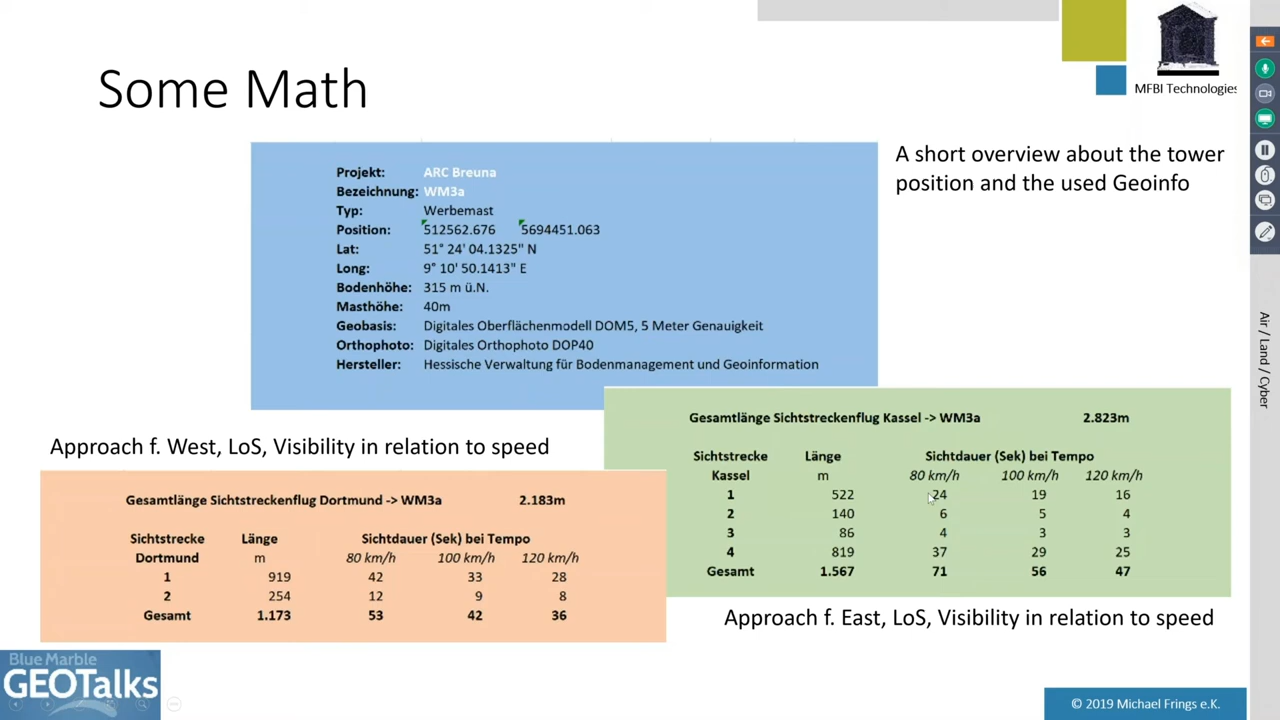 Some Math
MFBI Technologies
A short overview about the tower
position and the used Geoinfo
Projekt: ARC Breuna
Bezeichnung: WM3a
Typ: Werbemast
Position: 512562.676 5694451.063
Lat: 51° 24' 04.1325" N
Long: 9° 10' 50.1413" E
Bodenhöhe: 315 m ü.N.
Masthöhe: 40m
Geobasis: Digitales Oberflächenmodell DOM5, 5 Meter Genauigkeit
Orthophoto: Digitales Orthophoto DOP40
Hersteller: Hessische Verwaltung für Bodenmanagement und Geoinformation
Approach f. West, LoS, Visibility in relation to speed
Gesamtlänge Sichtstreckenflug Dortmund -> WM3a 2.183m
Sichtstrecke Länge Sichtdauer (Sek) bei Tempo
Dortmund m 80 km/h 100 km/h 120 km/h
1 919 42 33 28
2 254 12 9 8
Gesamt 1.173 53 42 36
Gesamtlänge Sichtstreckenflug Kassel -> WM3a 2.823m
Sichtstrecke Länge Sichtdauer (Sek) bei Tempo
Kassel m 80 km/h 100 km/h 120 km/h
1 522 24 19 16
2 140 6 5 4
3 86 4 3 3
4 819 37 29 25
Gesamt 1.567 71 56 47
Approach f. East, LoS, Visibility in relation to speed
Blue Marble
GEOTalks
© 2019 Michael Frings e.K.
Air / Land / Cyber